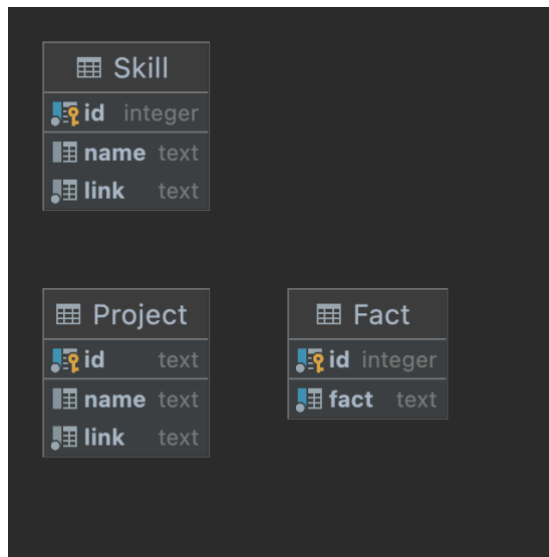 Skill
id integer
name text
link text
Project
id text
name text
link text
Fact
id integer
fact text